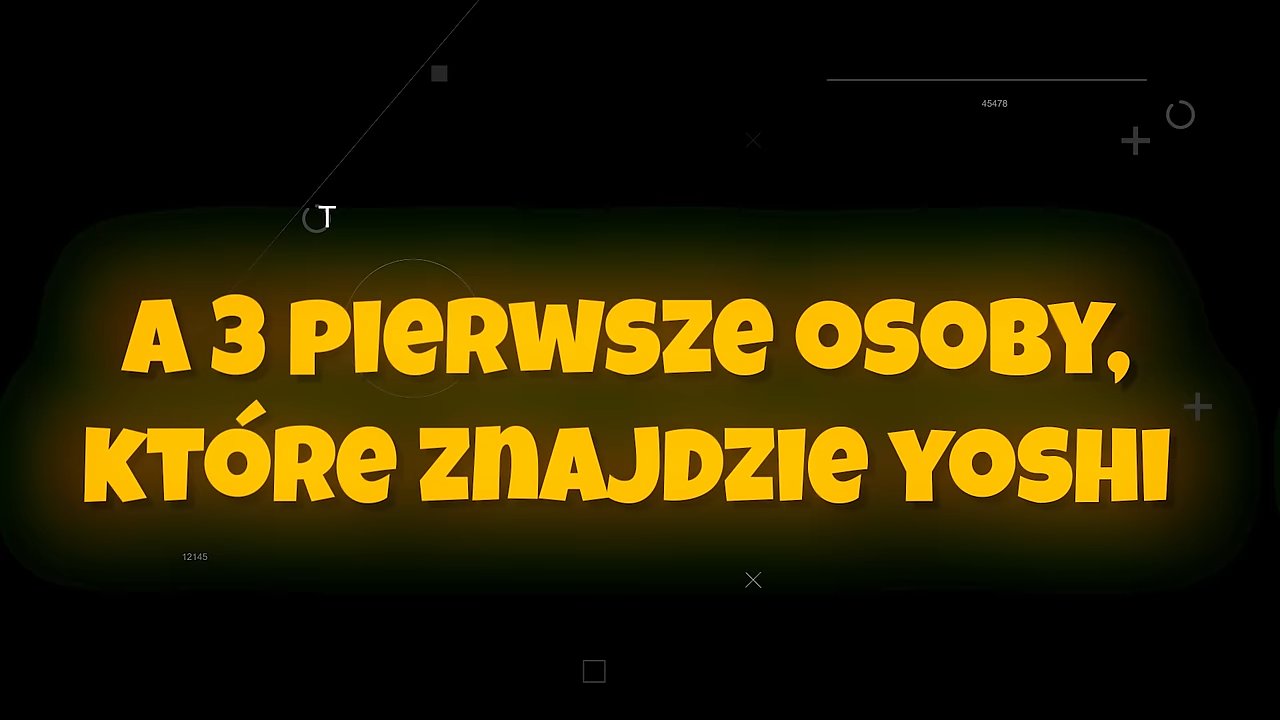 45478
T
A 3 PIERWSZE OSOBY,
KTÓRE ZNAJDZIE YOSHI
12145